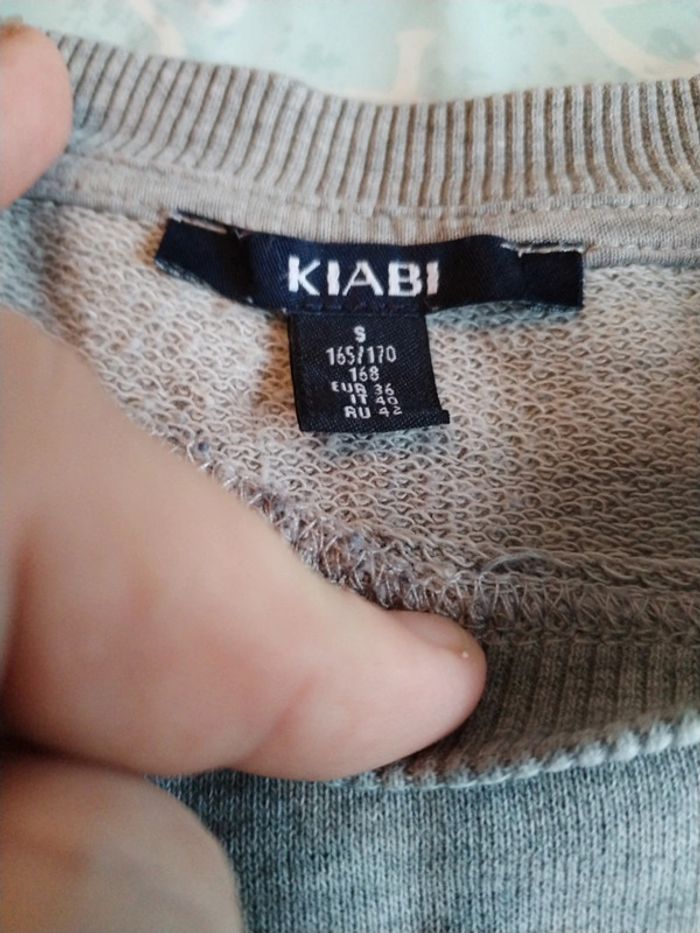 KIABI
S
165/170
168
EUR 36
IT 40
RU 42